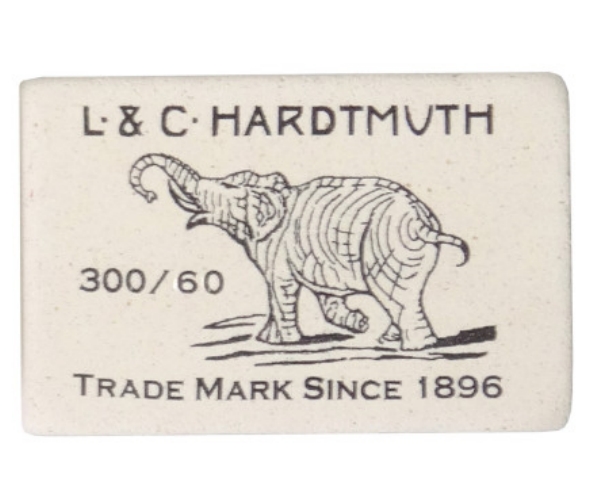 L. & C. HARDTMUTH
300/60
TRADE MARK SINCE 1896